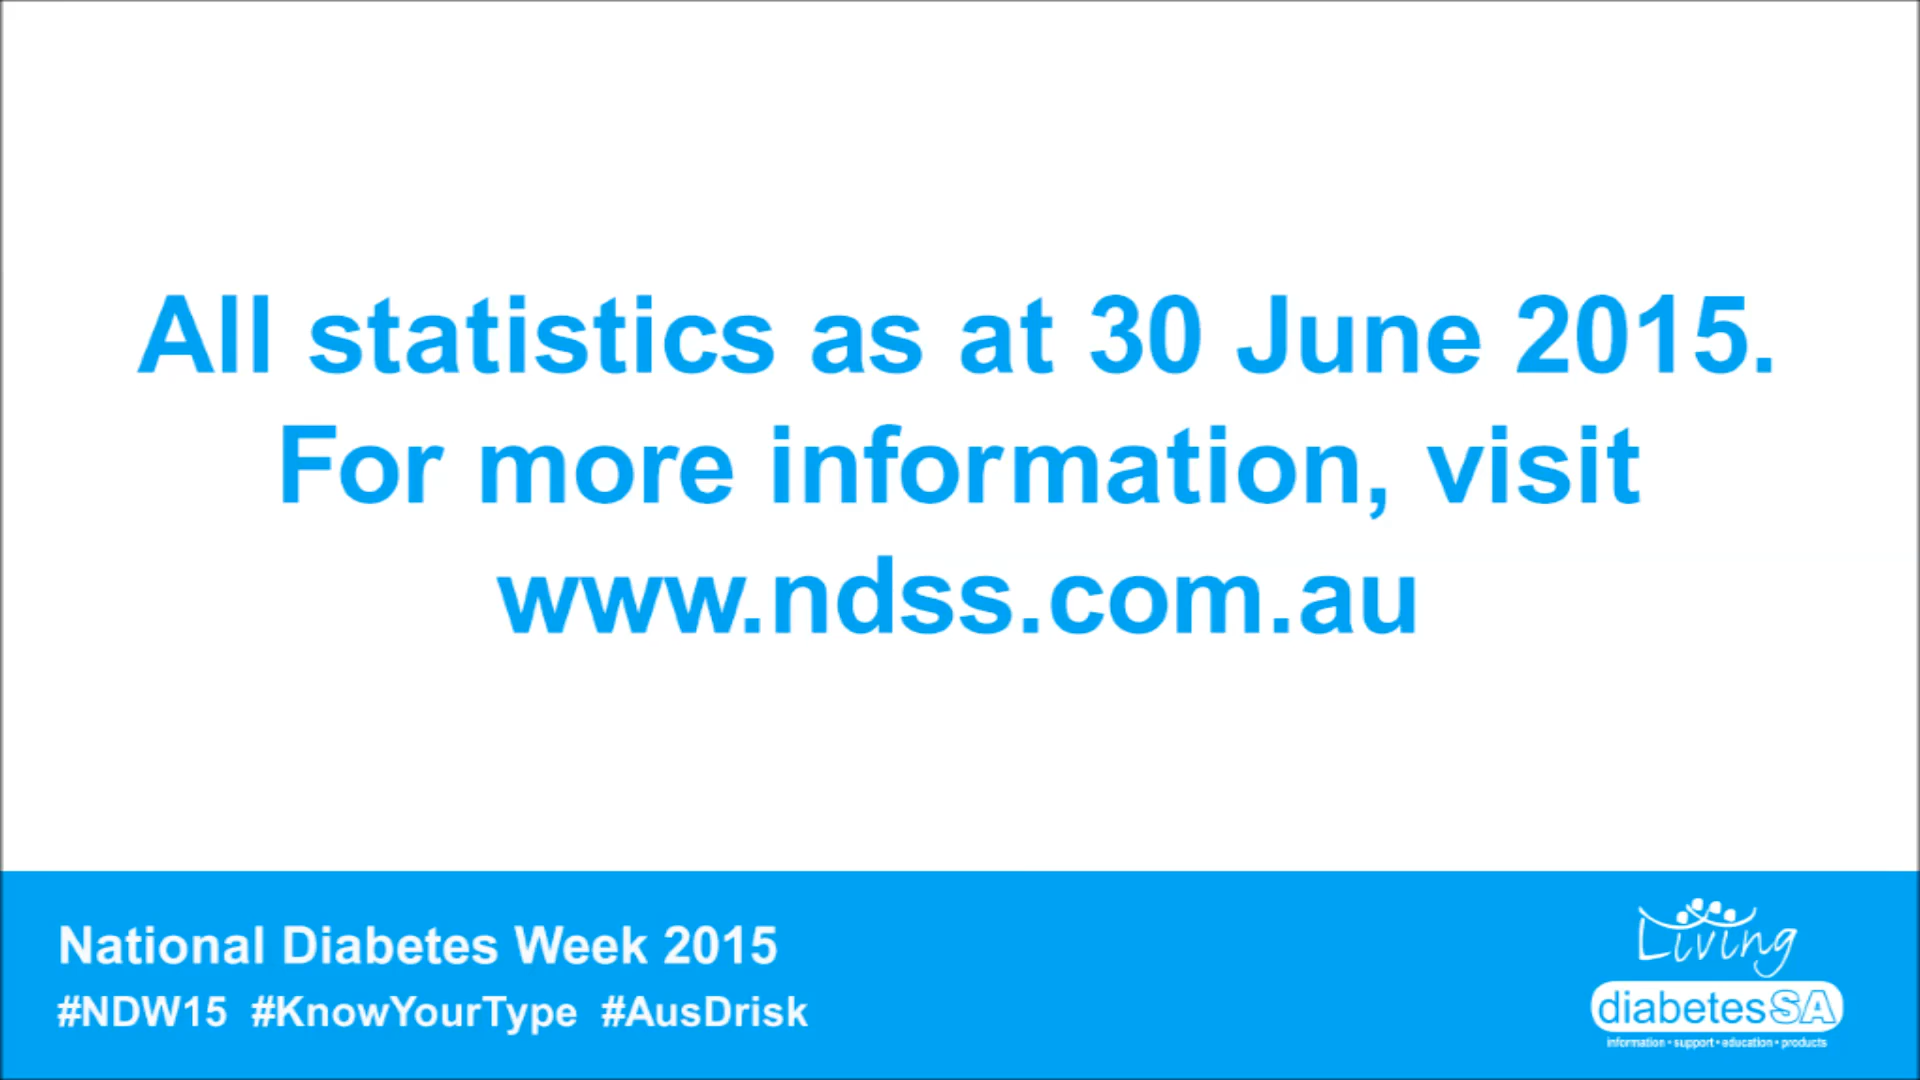 All statistics as at 30 June 2015.
For more information, visit
www.ndss.com.au
National Diabetes Week 2015
#NDW15 #KnowYourType #AusDrisk
Living
diabetesSA
information • support • education • products